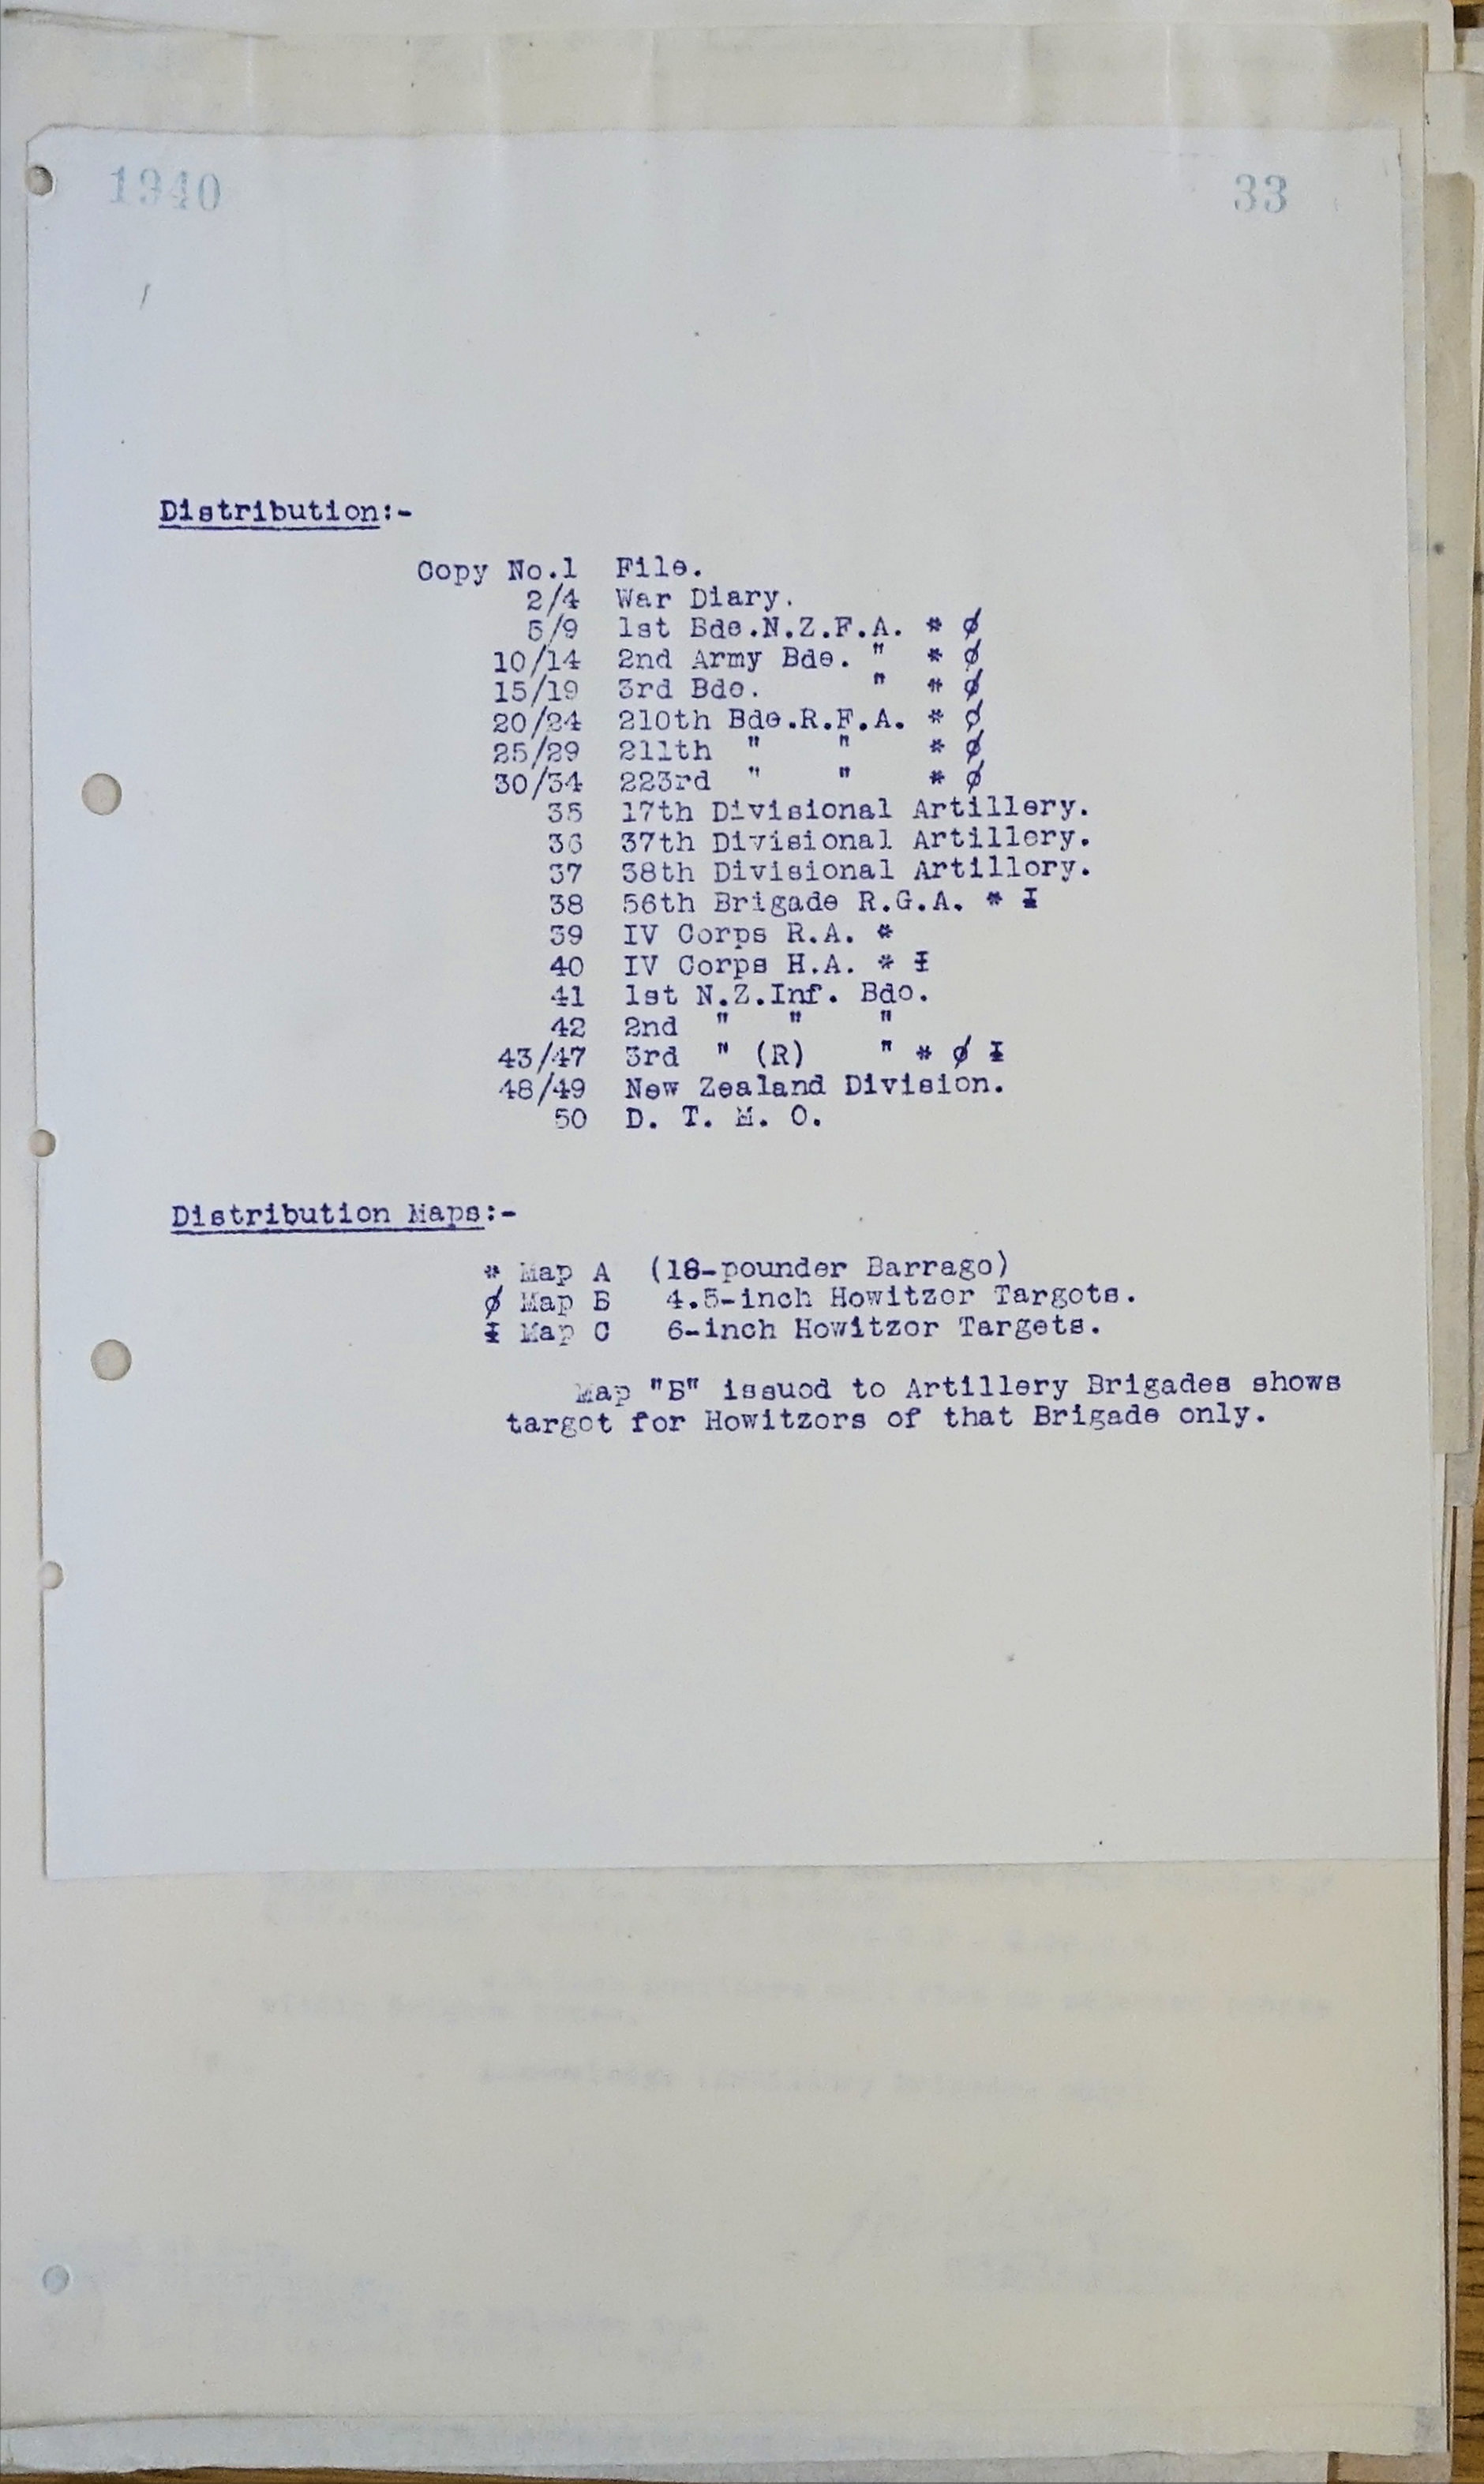 1940 33
Distribution:-
Copy No.1 File.
2/4 War Diary.
5/9 1st Bde.N.Z.F.A. * ∅
10/14 2nd Army Bde. " * ∅
15/19 3rd Bde. " * ∅
20/24 210th Bde.R.F.A. * ∅
25/29 211th " " * ∅
30/34 223rd " " * ∅
35 17th Divisional Artillery.
36 37th Divisional Artillery.
37 38th Divisional Artillery.
38 56th Brigade R.G.A. * I
39 IV Corps R.A. *
40 IV Corps H.A. * I
41 1st N.Z.Inf. Bde.
42 2nd " " "
43/47 3rd " (R) " * ∅ I
48/49 New Zealand Division.
50 D. T. M. O.
Distribution Maps:-
* Map A (18-pounder Barrage)
∅ Map B 4.5-inch Howitzer Targets.
I Map C 6-inch Howitzer Targets.
Map "B" issued to Artillery Brigades shows
target for Howitzers of that Brigade only.